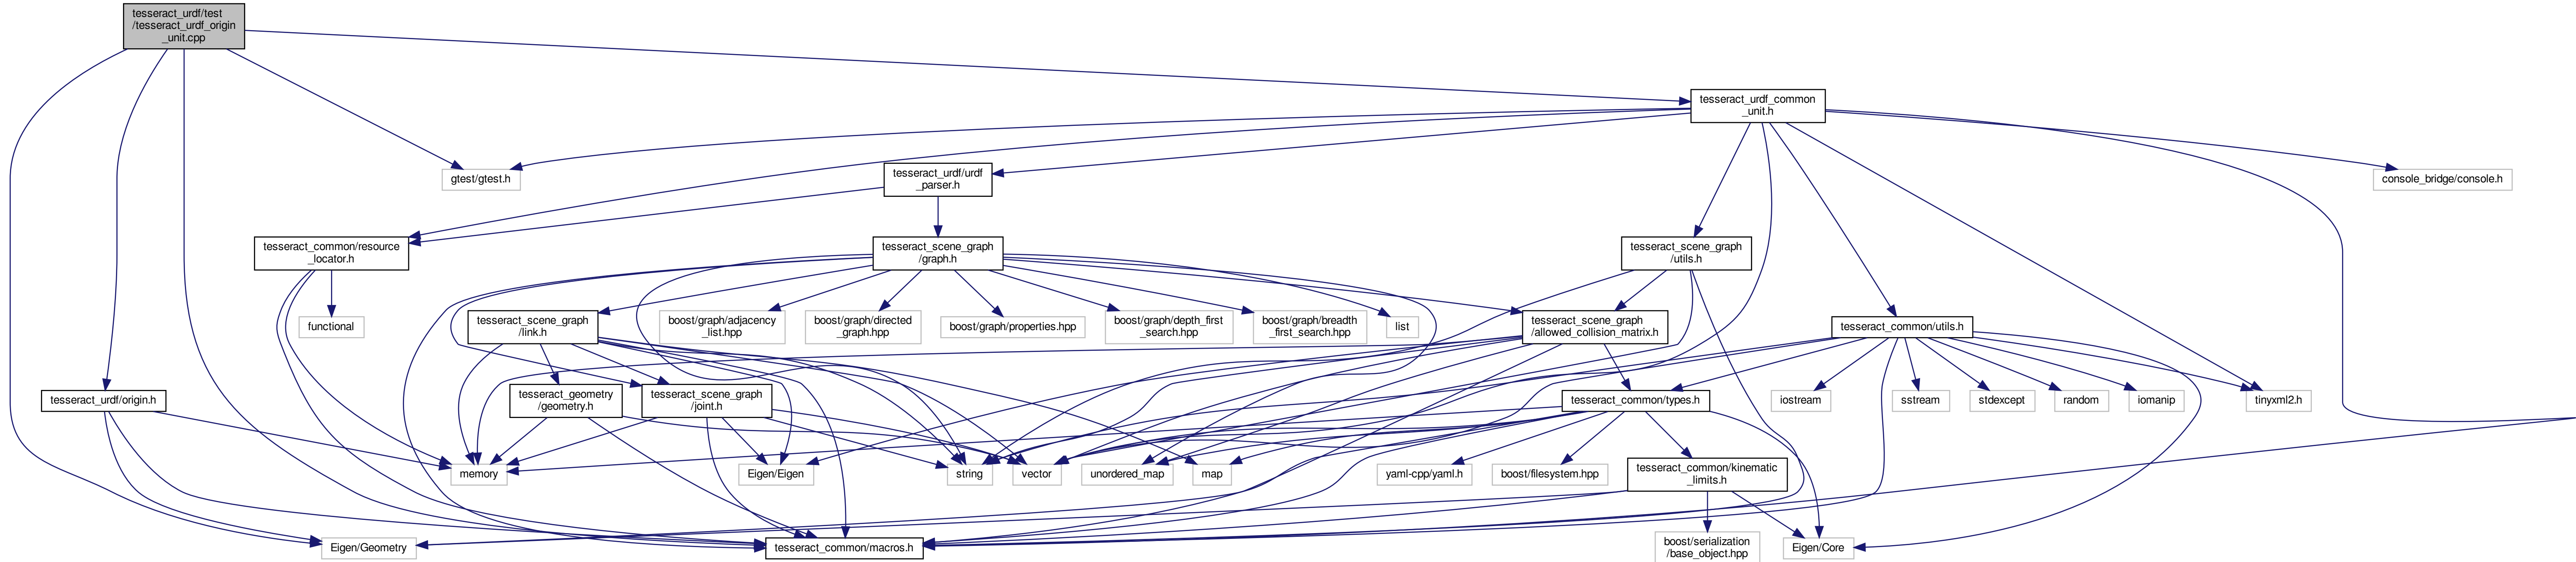 tesseract_urdf/test
/tesseract_urdf_origin
_unit.cpp
tesseract_urdf_common
_unit.h
gtest/gtest.h
tesseract_urdf/urdf
_parser.h
console_bridge/console.h
tesseract_common/resource
_locator.h
tesseract_scene_graph
/graph.h
tesseract_scene_graph
/utils.h
functional
tesseract_scene_graph
/link.h
boost/graph/adjacency
_list.hpp
boost/graph/directed
_graph.hpp
boost/graph/properties.hpp
boost/graph/depth_first
_search.hpp
boost/graph/breadth
_first_search.hpp
list
tesseract_scene_graph
/allowed_collision_matrix.h
tesseract_common/utils.h
tesseract_urdf/origin.h
tesseract_geometry
/geometry.h
tesseract_scene_graph
/joint.h
tesseract_common/types.h
iostream
sstream
stdexcept
random
iomanip
tinyxml2.h
memory
Eigen/Eigen
string
vector
unordered_map
map
yaml-cpp/yaml.h
boost/filesystem.hpp
tesseract_common/kinematic
_limits.h
Eigen/Geometry
tesseract_common/macros.h
boost/serialization
/base_object.hpp
Eigen/Core